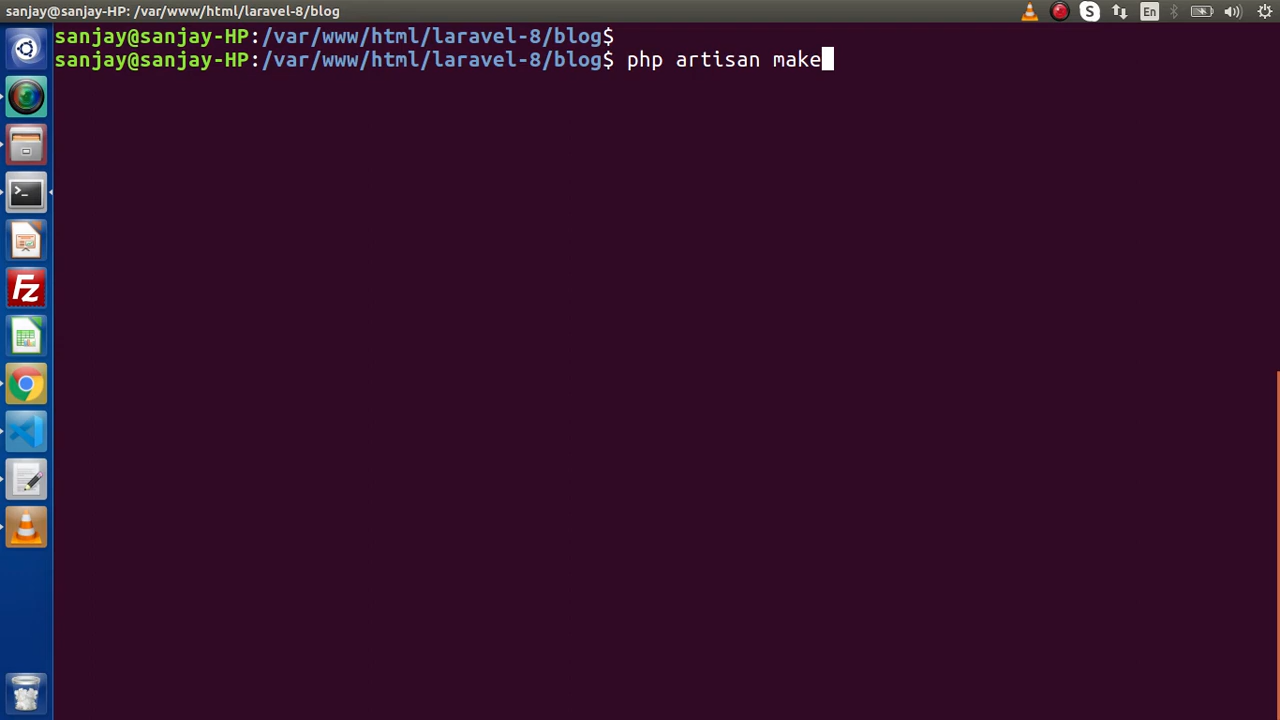 sanjay@sanjay-HP: /var/www/html/laravel-8/blog
S
En
sanjay@sanjay-HP:/var/www/html/laravel-8/blog$
sanjay@sanjay-HP:/var/www/html/laravel-8/blog$ php artisan make
>_
Fz